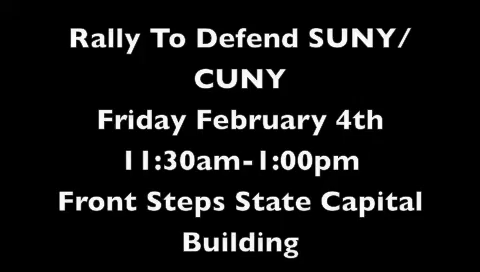 Rally To Defend SUNY/
CUNY
Friday February 4th
11:30am-1:00pm
Front Steps State Capital
Building